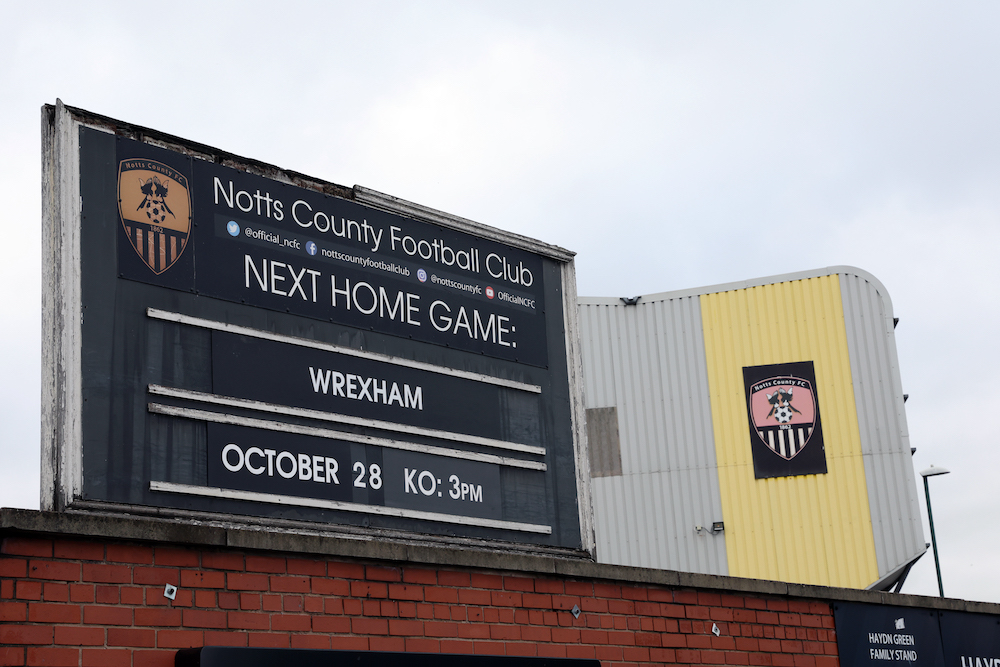 Notts County FC
1862
Notts County Football Club
@official_ncfc nottscountyfootballclub @nottscountyfc OfficialNCFC
NEXT HOME GAME:
WREXHAM
OCTOBER 28 KO: 3PM
Notts County FC
1862
HAYDN GREEN
FAMILY STAND